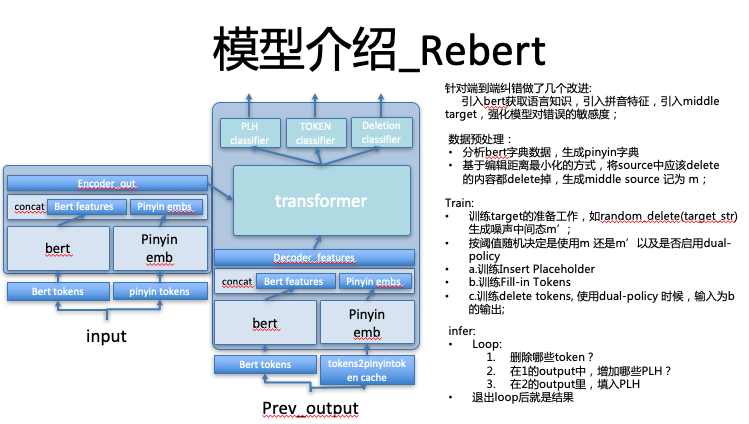 模型介绍_Rebert
PLH
classifier
TOKEN
classifier
Deletion
classifier
transformer
Encoder_out
concat
Bert features
Pinyin embs
bert
Pinyin
emb
Bert tokens
pinyin tokens
input
Decoder_features
concat
Bert features
Pinyin embs
bert
Pinyin
emb
Bert tokens
tokens2pinyintok
en cache
Prev_output
针对端到端纠错做了几个改进:
引入bert获取语言知识，引入拼音特征，引入middle
target，强化模型对错误的敏感度；
数据预处理：
• 分析bert字典数据，生成pinyin字典
• 基于编辑距离最小化的方式，将source中应该delete
的内容都delete掉，生成middle source 记为 m；
Train:
• 训练target的准备工作，如random_delete(target_str)
生成噪声中间态m′；
• 按阈值随机决定是使用m 还是m′ 以及是否启用dual-
policy
• a.训练Insert Placeholder
• b.训练Fill-in Tokens
• c.训练delete tokens, 使用dual-policy 时候，输入为b
的输出;
infer:
• Loop:
1. 删除哪些token？
2. 在1的output中，增加哪些PLH？
3. 在2的output里，填入PLH
• 退出loop后就是结果